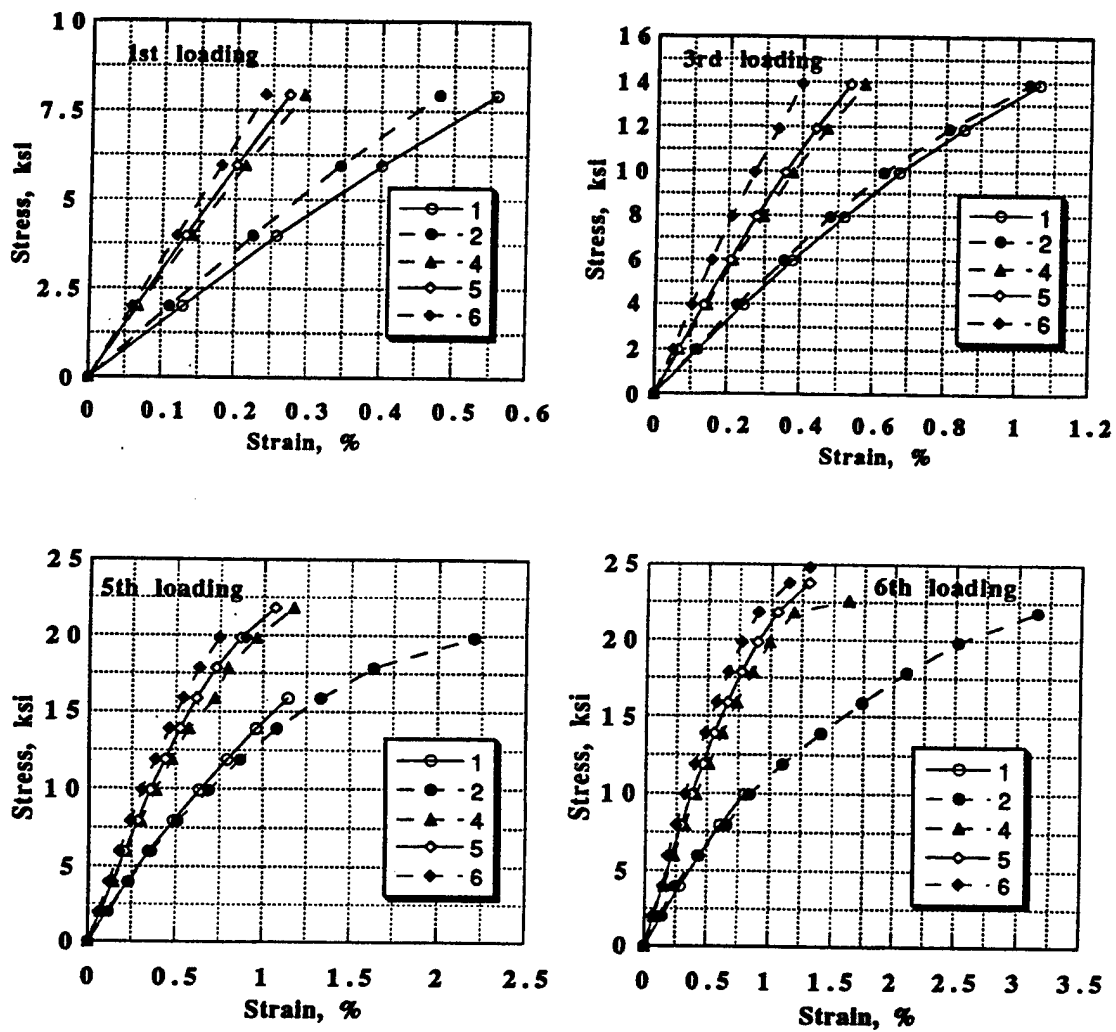 10
1st loading
7.5
5
2.5
0
Stress, ksi
1
2
4
5
6
0 0.1 0.2 0.3 0.4 0.5 0.6
Strain, %
16
3rd loading
14
12
10
8
6
4
2
0
Stress, ksi
1
2
4
5
6
0 0.2 0.4 0.6 0.8 1 1.2
Strain, %
25
5th loading
20
15
10
5
0
Stress, ksi
1
2
4
5
6
0 0.5 1 1.5 2 2.5
Strain, %
25
6th loading
20
15
10
5
0
Stress, ksi
1
2
4
5
6
0 0.5 1 1.5 2 2.5 3 3.5
Strain, %